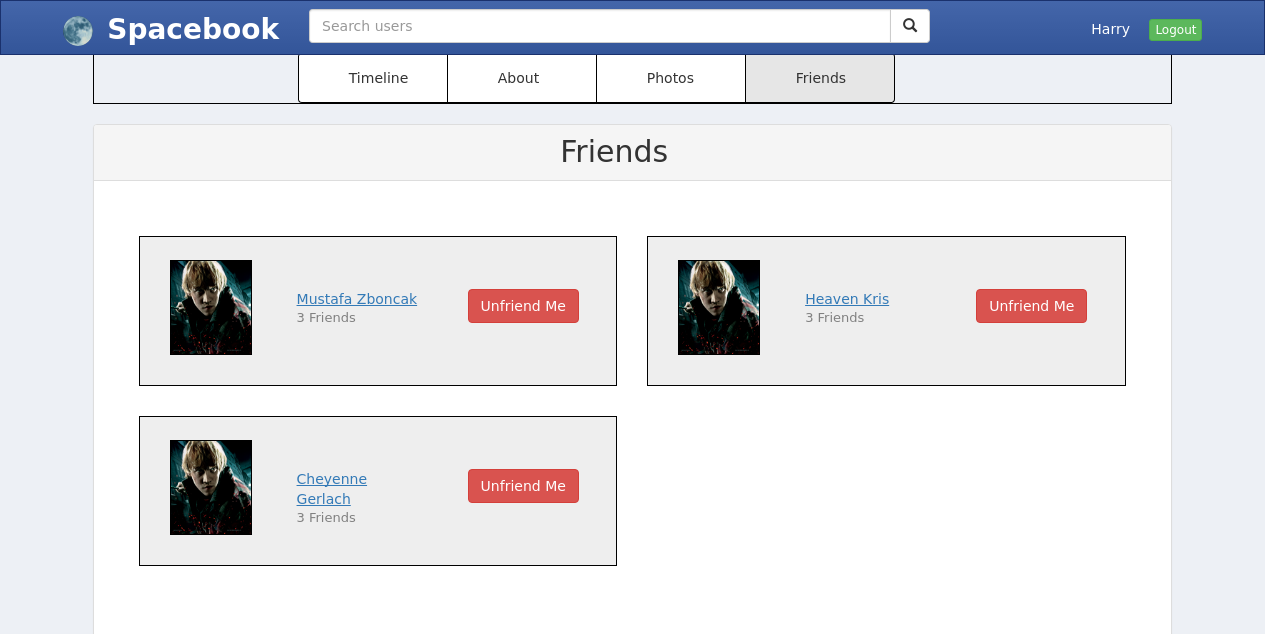 Spacebook
Search users
Harry
Logout
Timeline
About
Photos
Friends
Friends
Mustafa Zboncak
3 Friends
Unfriend Me
Heaven Kris
3 Friends
Unfriend Me
Cheyenne
Gerlach
3 Friends
Unfriend Me